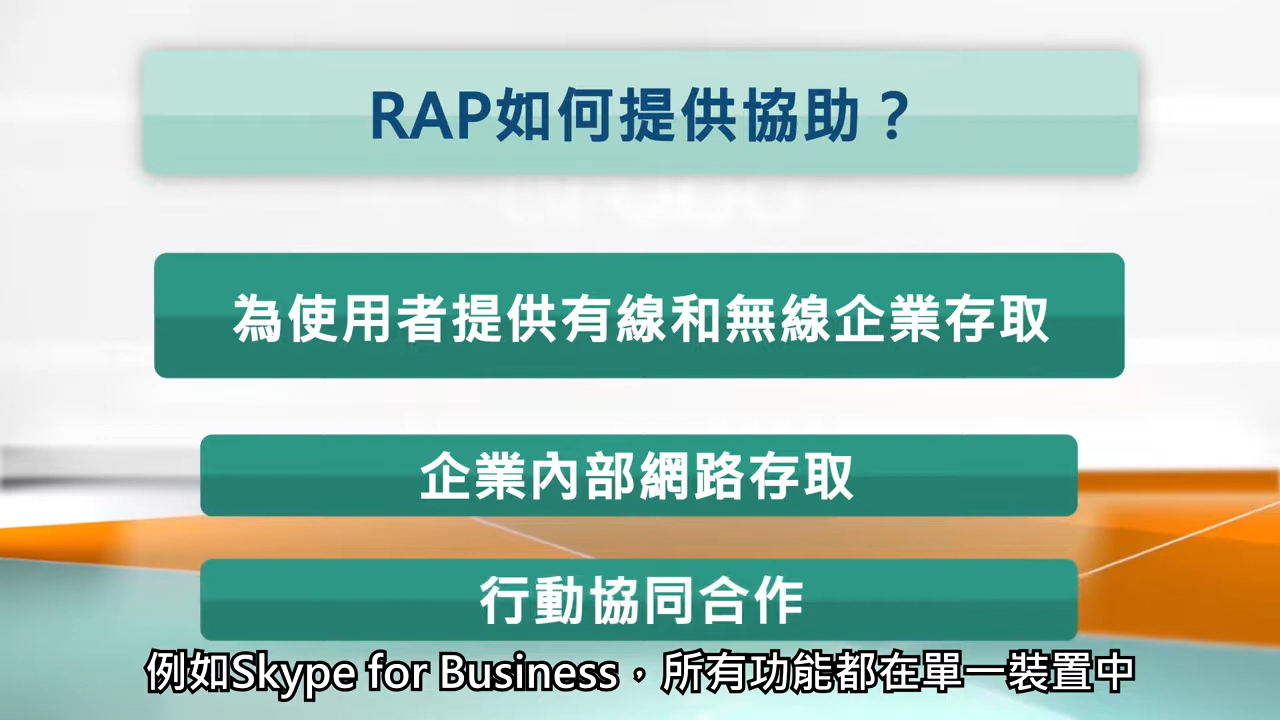 RAP如何提供協助？
為使用者提供有線和無線企業存取
企業內部網路存取
行動協同合作
例如Skype for Business，所有功能都在單一裝置中